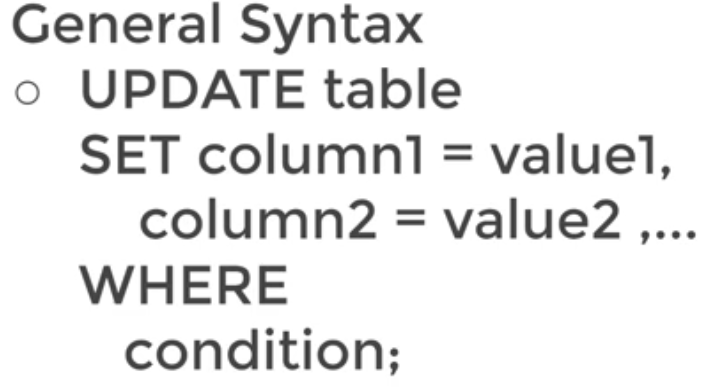 General Syntax
○ UPDATE table
SET column1 = value1,
column2 = value2 ,...
WHERE
condition;